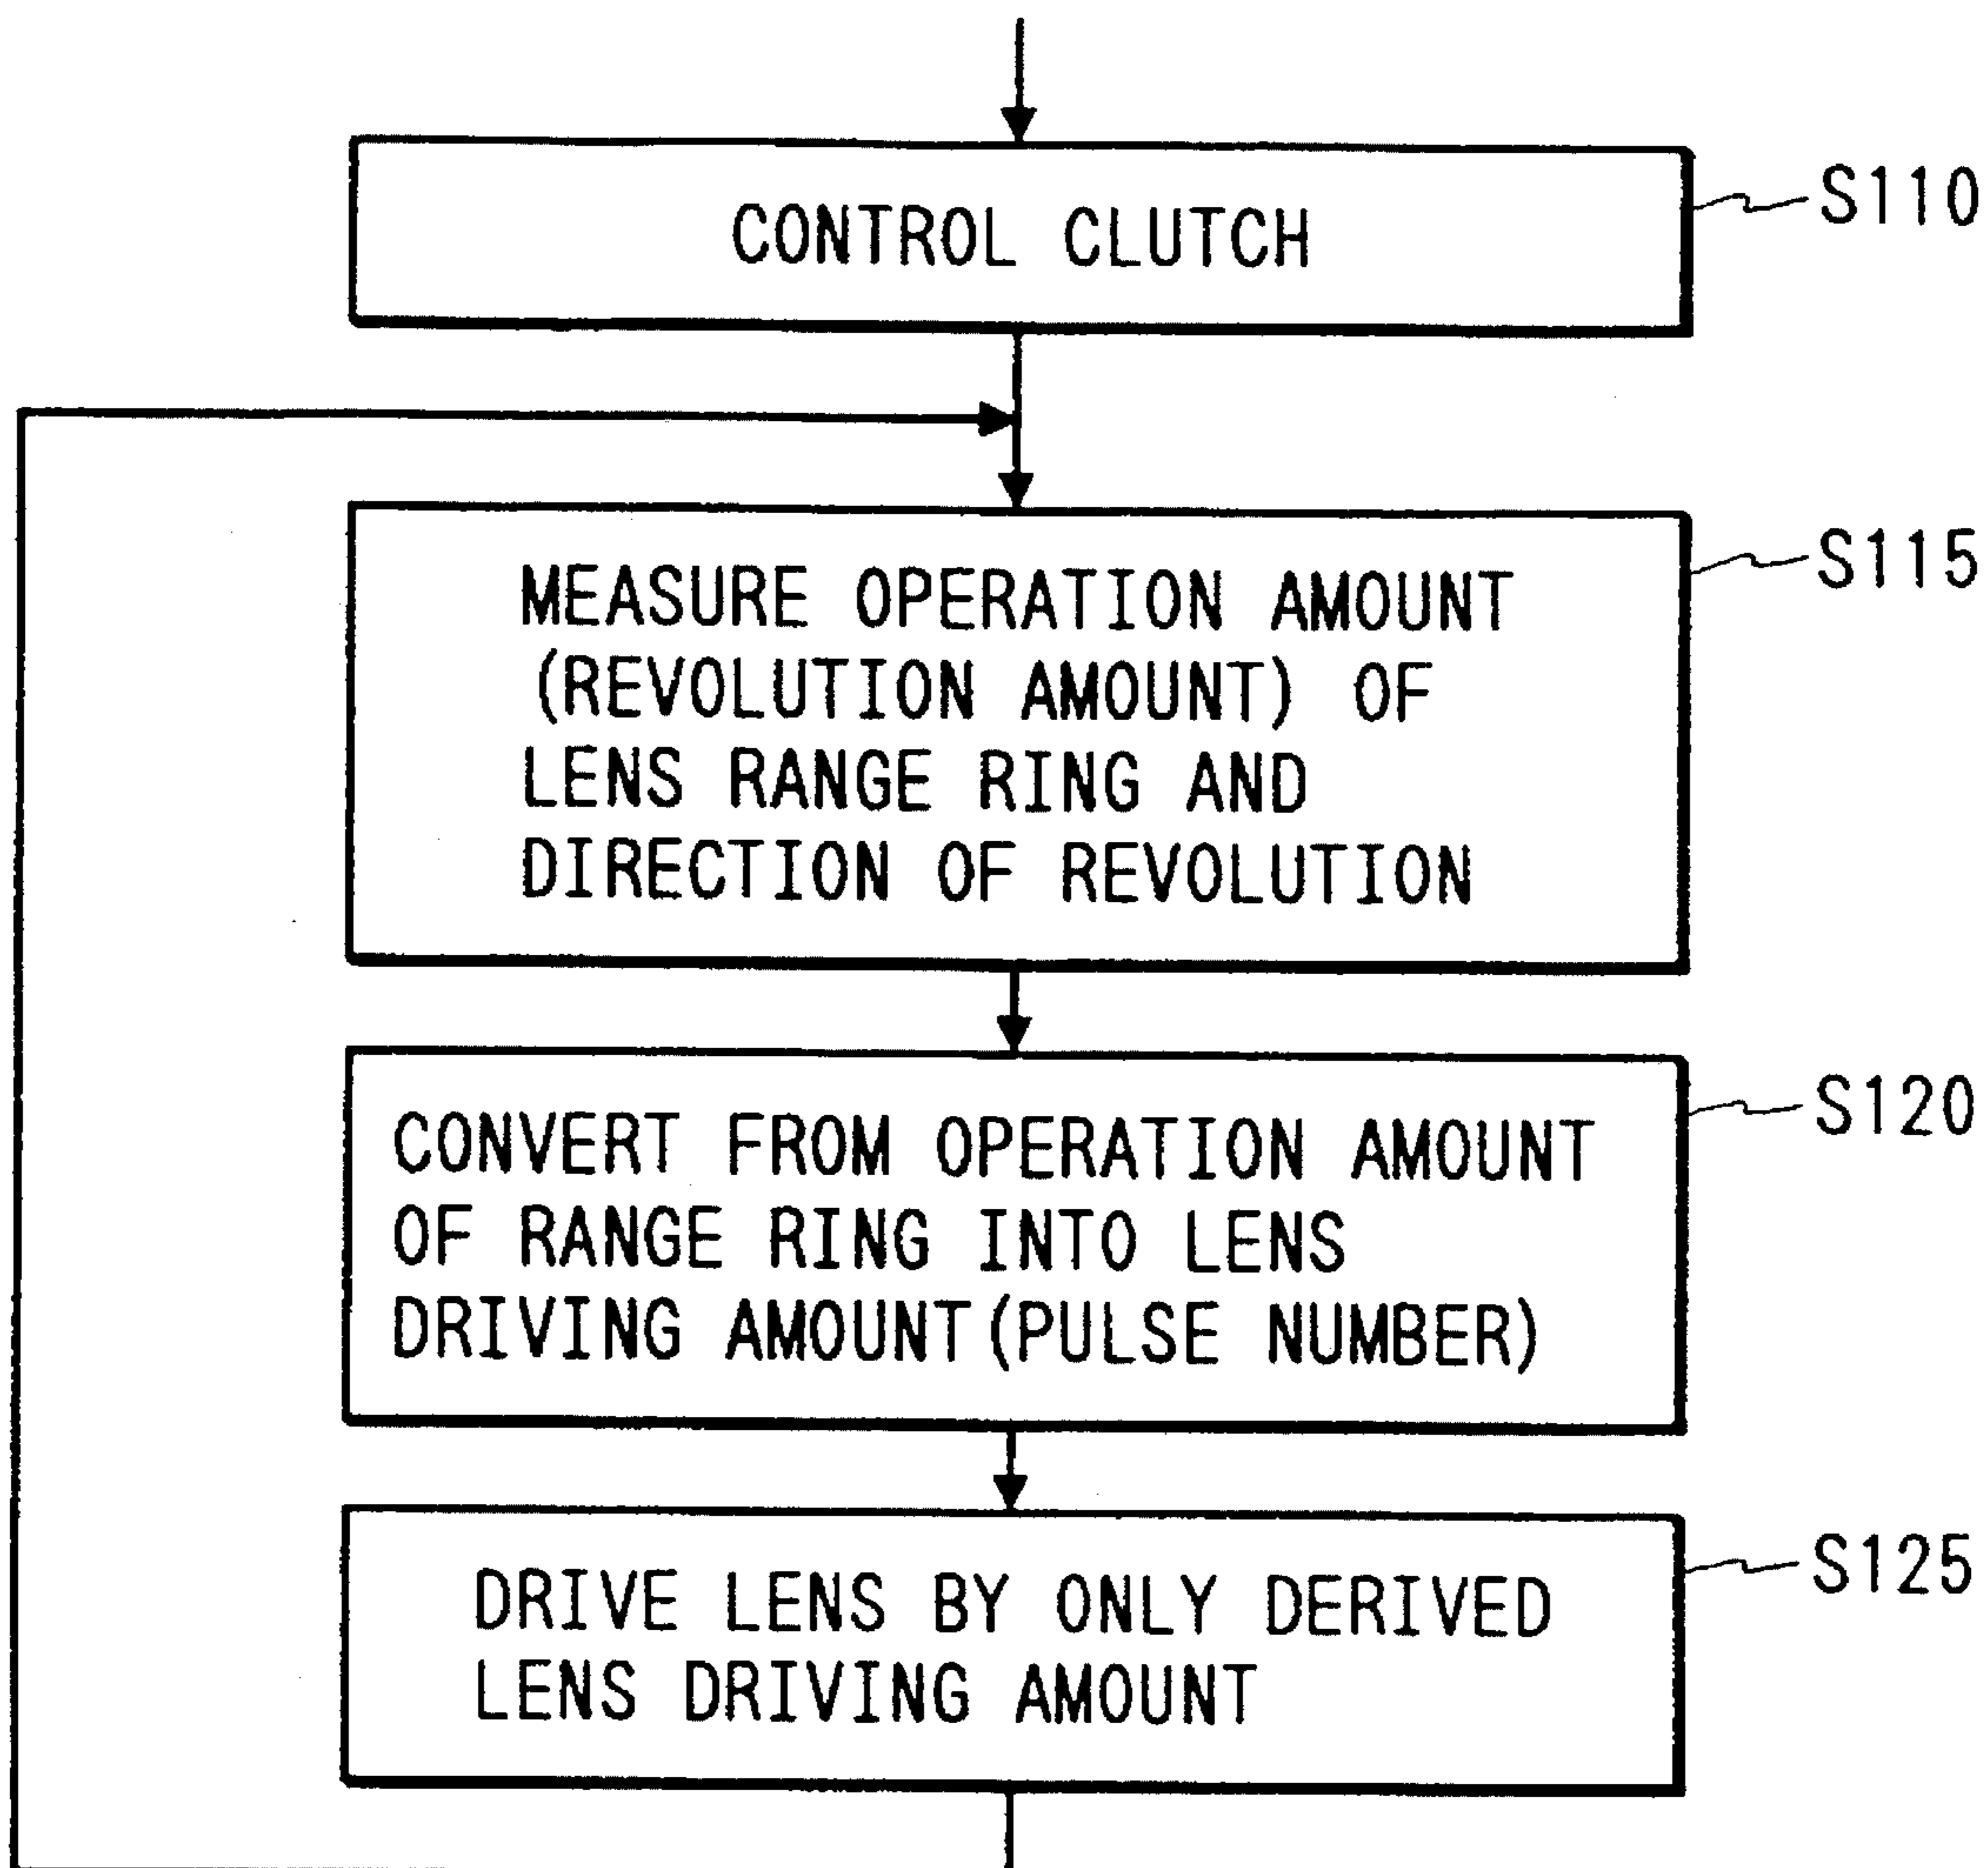 CONTROL CLUTCH
S110
MEASURE OPERATION AMOUNT
(REVOLUTION AMOUNT) OF
LENS RANGE RING AND
DIRECTION OF REVOLUTION
S115
CONVERT FROM OPERATION AMOUNT
OF RANGE RING INTO LENS
DRIVING AMOUNT(PULSE NUMBER)
S120
DRIVE LENS BY ONLY DERIVED
LENS DRIVING AMOUNT
S125